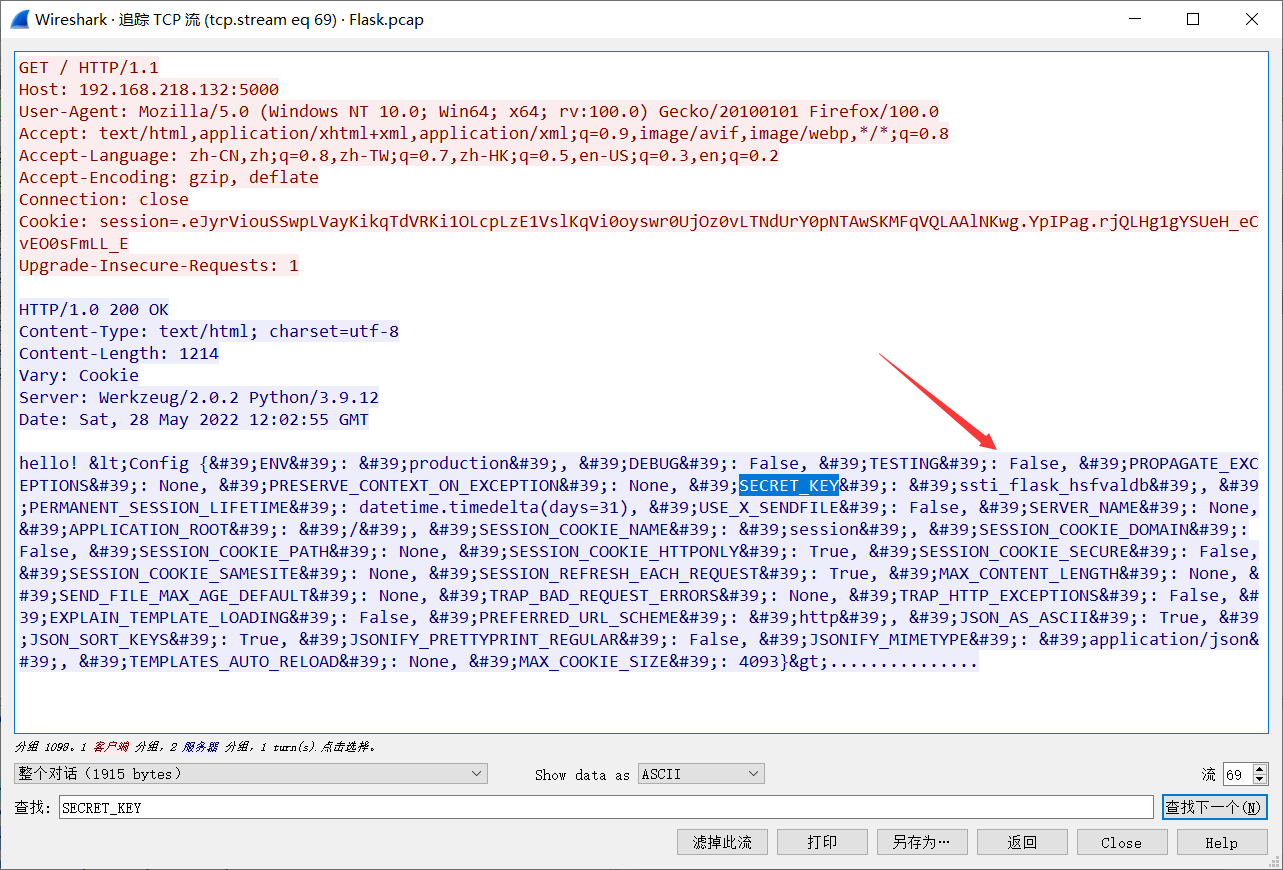 Wireshark · 追踪 TCP 流 (tcp.stream eq 69) · Flask.pcap
GET / HTTP/1.1
Host: 192.168.218.132:5000
User-Agent: Mozilla/5.0 (Windows NT 10.0; Win64; x64; rv:100.0) Gecko/20100101 Firefox/100.0
Accept: text/html,application/xhtml+xml,application/xml;q=0.9,image/avif,image/webp,*/*;q=0.8
Accept-Language: zh-CN,zh;q=0.8,zh-TW;q=0.7,zh-HK;q=0.5,en-US;q=0.3,en;q=0.2
Accept-Encoding: gzip, deflate
Connection: close
Cookie: session=.eJyrViouSSwpLVayKikqTdVRKi1OLcpLzE1VslKqVi0oyswr0UjOz0vLTNdUrY0pNTAwSKMFqVQLAAlNKwg.YpIPag.rjQLHg1gYSUeH_eC
vEO0sFmLL_E
Upgrade-Insecure-Requests: 1
HTTP/1.0 200 OK
Content-Type: text/html; charset=utf-8
Content-Length: 1214
Vary: Cookie
Server: Werkzeug/2.0.2 Python/3.9.12
Date: Sat, 28 May 2022 12:02:55 GMT
hello! &lt;Config {&#39;ENV&#39;: &#39;production&#39;, &#39;DEBUG&#39;: False, &#39;TESTING&#39;: False, &#39;PROPAGATE_EXC
EPTIONS&#39;: None, &#39;PRESERVE_CONTEXT_ON_EXCEPTION&#39;: None, &#39;SECRET_KEY&#39;: &#39;ssti_flask_hsfvaldb&#39;, &#39
;PERMANENT_SESSION_LIFETIME&#39;: datetime.timedelta(days=31), &#39;USE_X_SENDFILE&#39;: False, &#39;SERVER_NAME&#39;: None,
&#39;APPLICATION_ROOT&#39;: &#39;/&#39;, &#39;SESSION_COOKIE_NAME&#39;: &#39;session&#39;, &#39;SESSION_COOKIE_DOMAIN&#39;:
False, &#39;SESSION_COOKIE_PATH&#39;: None, &#39;SESSION_COOKIE_HTTPONLY&#39;: True, &#39;SESSION_COOKIE_SECURE&#39;: False,
&#39;SESSION_COOKIE_SAMESITE&#39;: None, &#39;SESSION_REFRESH_EACH_REQUEST&#39;: True, &#39;MAX_CONTENT_LENGTH&#39;: None, &
#39;SEND_FILE_MAX_AGE_DEFAULT&#39;: None, &#39;TRAP_BAD_REQUEST_ERRORS&#39;: None, &#39;TRAP_HTTP_EXCEPTIONS&#39;: False, &#39
;EXPLAIN_TEMPLATE_LOADING&#39;: False, &#39;PREFERRED_URL_SCHEME&#39;: &#39;http&#39;, &#39;JSON_AS_ASCII&#39;: True, &#39
;JSON_SORT_KEYS&#39;: True, &#39;JSONIFY_PRETTYPRINT_REGULAR&#39;: False, &#39;JSONIFY_MIMETYPE&#39;: &#39;application/json&
#39;, &#39;TEMPLATES_AUTO_RELOAD&#39;: None, &#39;MAX_COOKIE_SIZE&#39;: 4093}&gt;...............
分组 1098。1 客户端 分组，2 服务器 分组，1 turn(s).点击选择。
整个对话（1915 bytes） Show data as ASCII 流 69
查找: SECRET_KEY 查找下一个(N)
滤掉此流 打印 另存为… 返回 Close Help